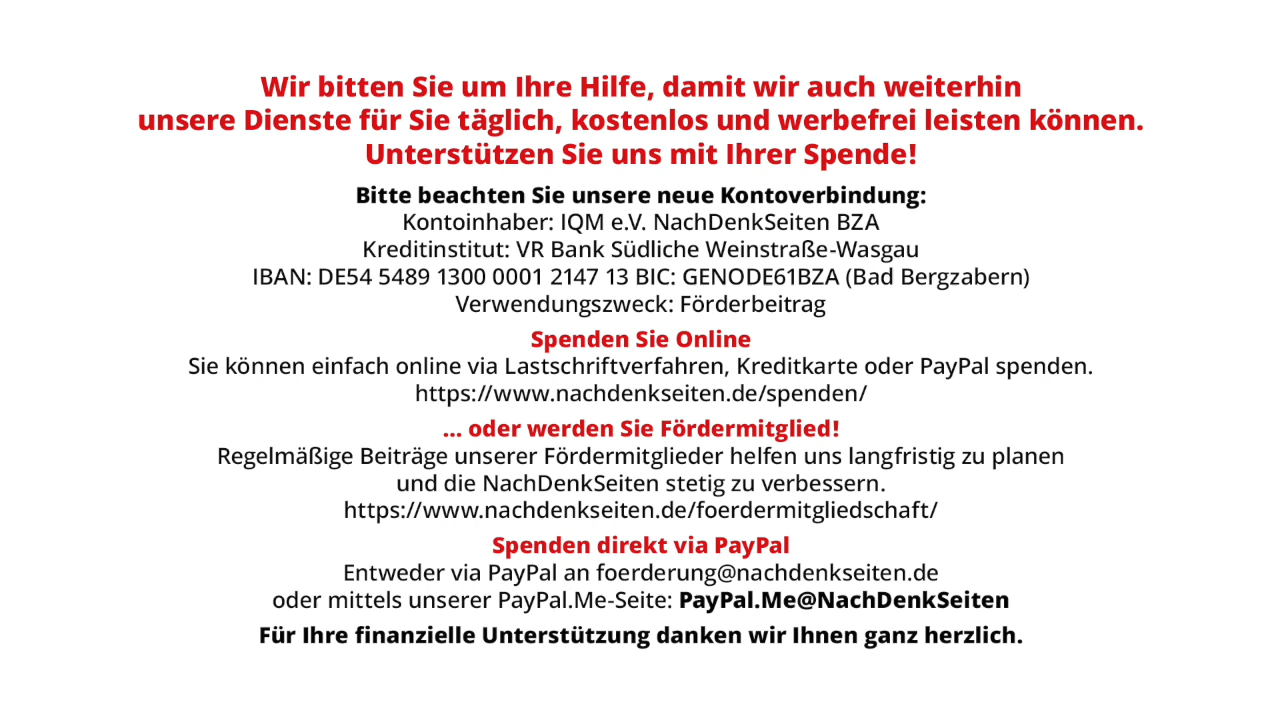 Wir bitten Sie um Ihre Hilfe, damit wir auch weiterhin
unsere Dienste für Sie täglich, kostenlos und werbefrei leisten können.
Unterstützen Sie uns mit Ihrer Spende!
Bitte beachten Sie unsere neue Kontoverbindung:
Kontoinhaber: IQM e.V. NachDenkSeiten BZA
Kreditinstitut: VR Bank Südliche Weinstraße-Wasgau
IBAN: DE54 5489 1300 0001 2147 13 BIC: GENODE61BZA (Bad Bergzabern)
Verwendungszweck: Förderbeitrag
Spenden Sie Online
Sie können einfach online via Lastschriftverfahren, Kreditkarte oder PayPal spenden.
https://www.nachdenkseiten.de/spenden/
... oder werden Sie Fördermitglied!
Regelmäßige Beiträge unserer Fördermitglieder helfen uns langfristig zu planen
und die NachDenkSeiten stetig zu verbessern.
https://www.nachdenkseiten.de/foerdermitgliedschaft/
Spenden direkt via PayPal
Entweder via PayPal an foerderung@nachdenkseiten.de
oder mittels unserer PayPal.Me-Seite: PayPal.Me@NachDenkSeiten
Für Ihre finanzielle Unterstützung danken wir Ihnen ganz herzlich.